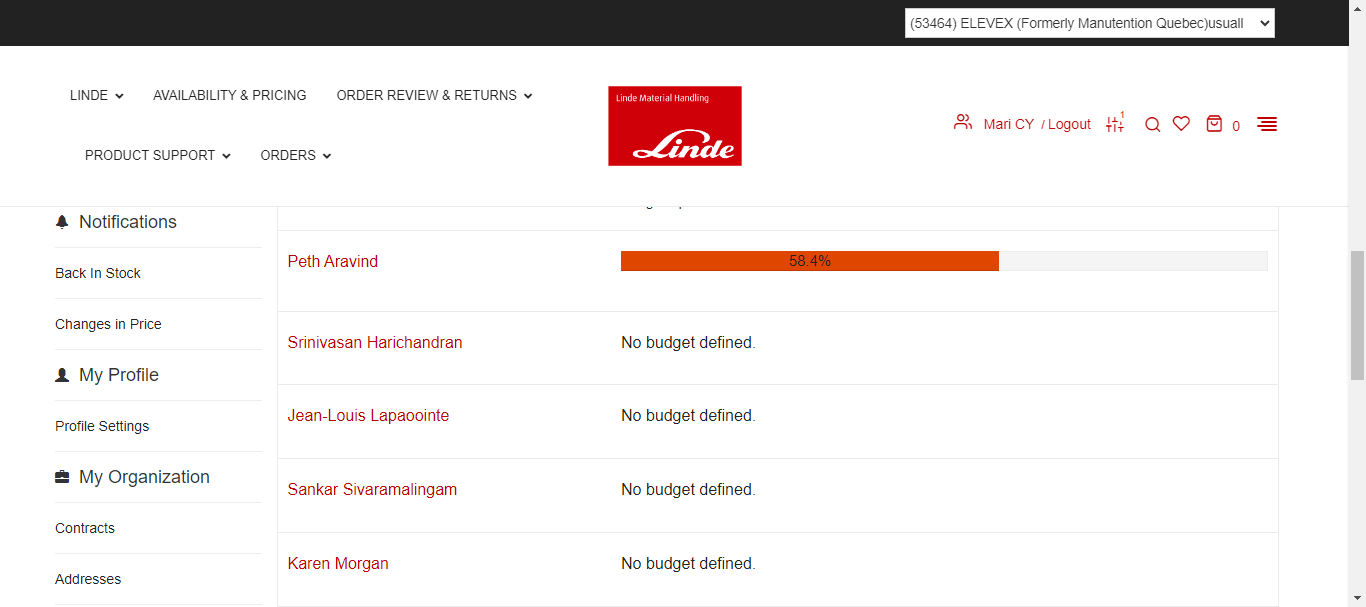 (53464) ELEVEX (Formerly Manutention Quebec)usuall
LINDE
AVAILABILITY & PRICING
ORDER REVIEW & RETURNS
PRODUCT SUPPORT
ORDERS
Linde Material Handling
Linde
Mari CY / Logout
1
0
Notifications
Back In Stock
Changes in Price
My Profile
Profile Settings
My Organization
Contracts
Addresses
Peth Aravind
58.4%
Srinivasan Harichandran
No budget defined.
Jean-Louis Lapaoointe
No budget defined.
Sankar Sivaramalingam
No budget defined.
Karen Morgan
No budget defined.